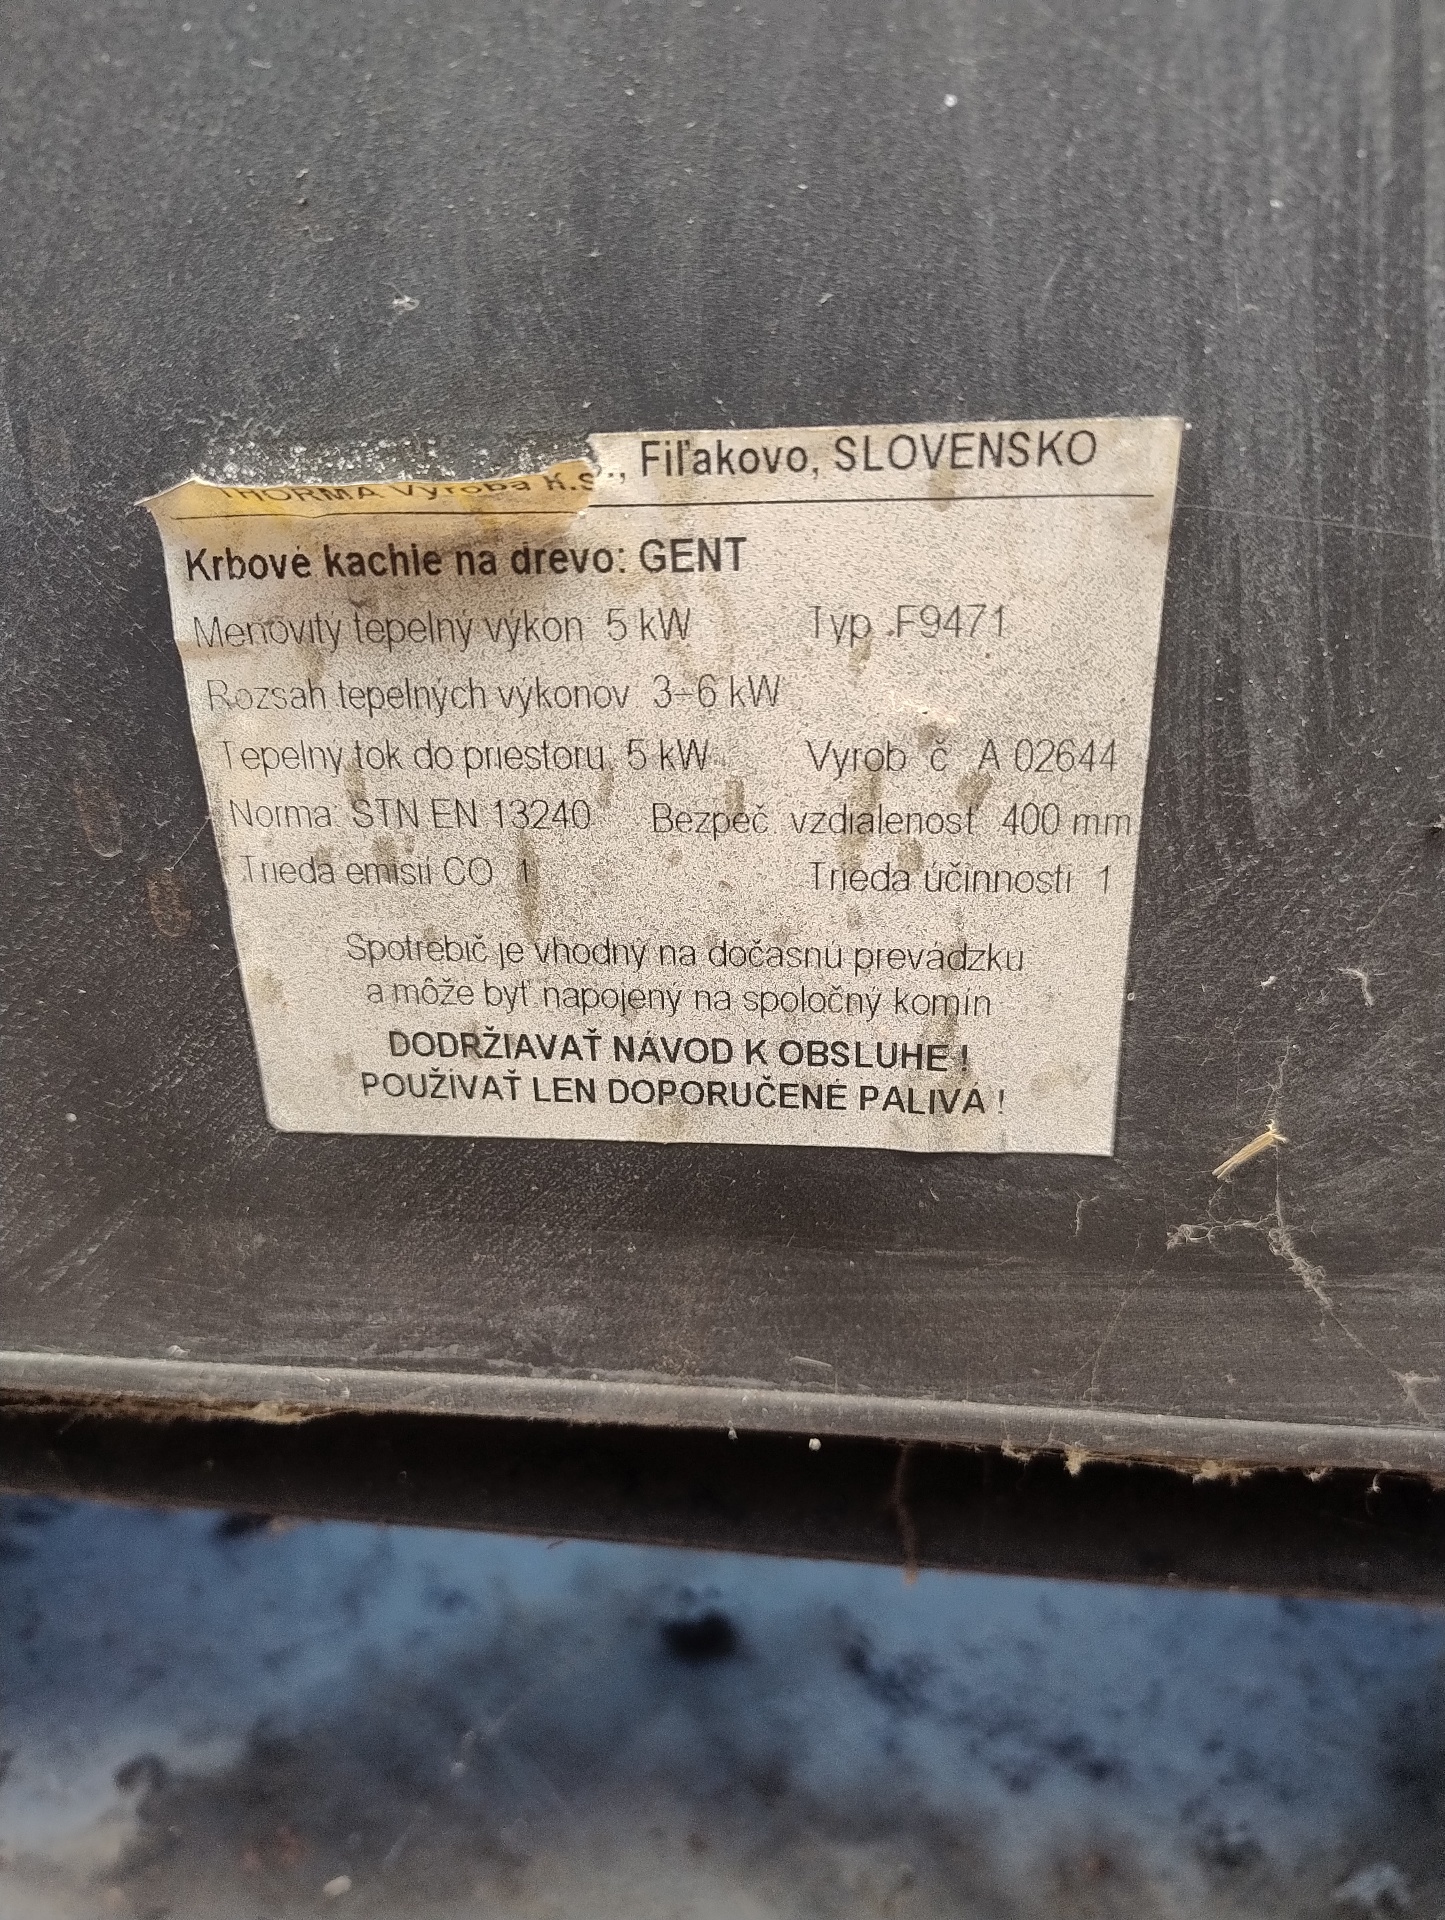 THORMA Výroba k.s., Fiľakovo, SLOVENSKO
Krbové kachle na drevo: GENT
Menovitý tepelný výkon 5 kW Typ :F9471
Rozsah tepelných výkonov 3-6 kW
Tepelný tok do priestoru: 5 kW Výrob č A 02644
Norma: STN EN 13240 Bezpeč. vzdialenosť 400 mm
Trieda emisií CO 1 Trieda účinnosti 1
Spotrebič je vhodný na dočasnú prevádzku
a môže byť napojený na spoločný komín
DODRŽIAVAŤ NÁVOD K OBSLUHE !
POUŽÍVAŤ LEN DOPORUČENÉ PALIVÁ !